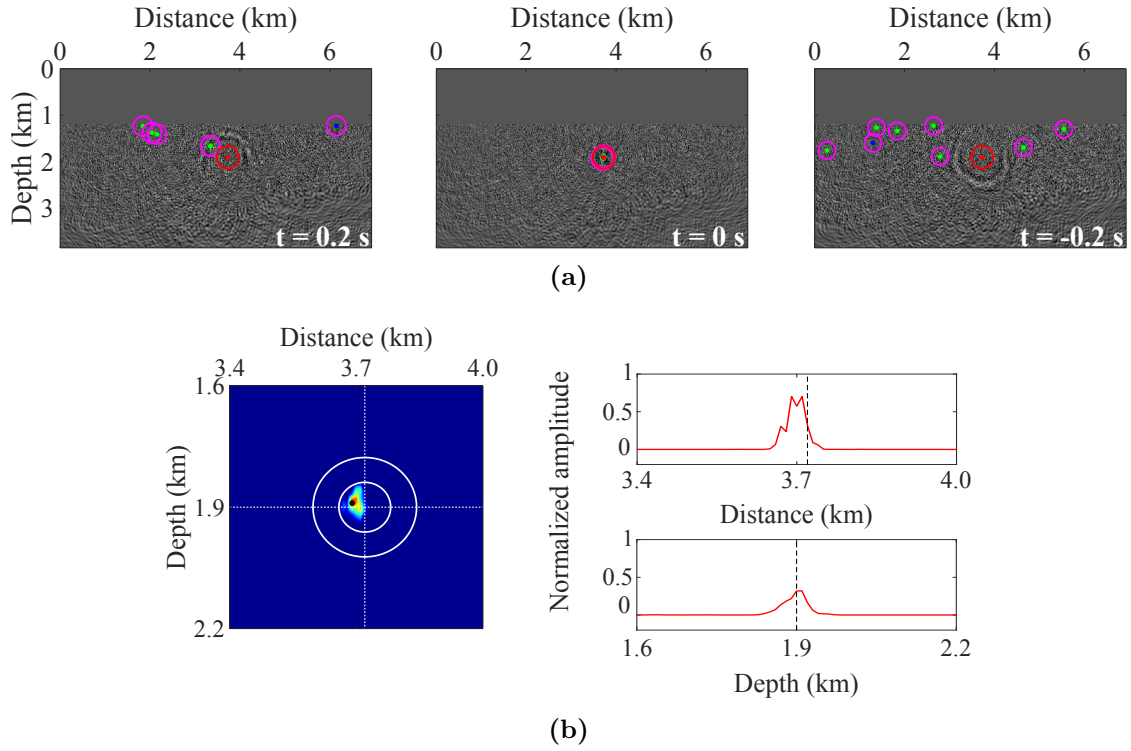 Distance (km) Distance (km) Distance (km)
0 2 4 6 0 2 4 6 0 2 4 6
0
1
2
3
Depth (km)
t = 0.2 s t = 0 s t = -0.2 s
(a)
Distance (km)
3.4 3.7 4.0
1.6
1.9
2.2
Depth (km)
Normalized amplitude
1
0.5
0
3.4 3.7 4.0
Distance (km)
1
0.5
0
1.6 1.9 2.2
Depth (km)
(b)